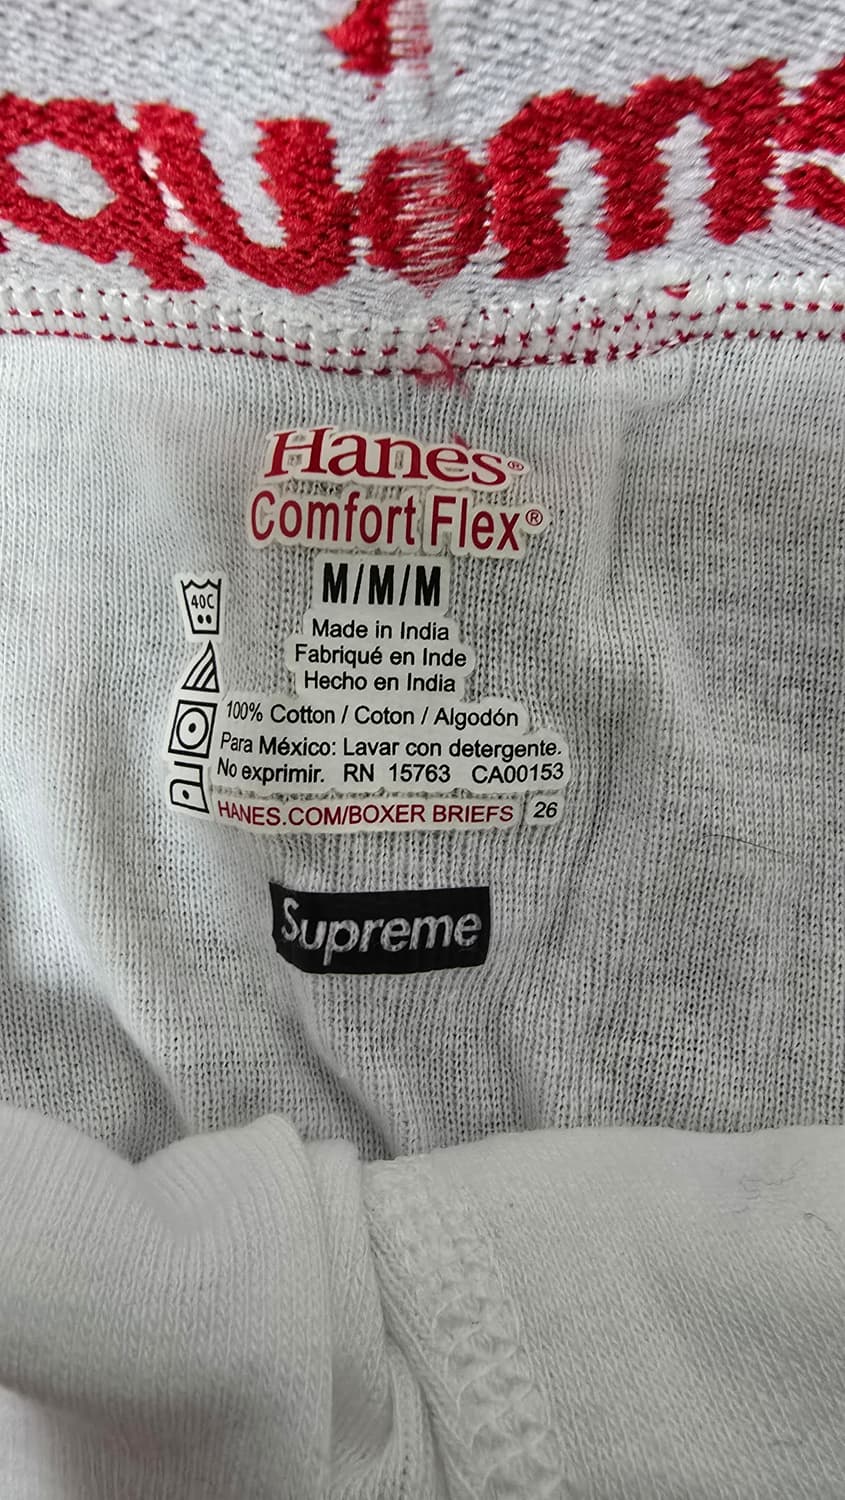 Hanes®
Comfort Flex®
M/M/M
40C
Made in India
Fabriqué en Inde
Hecho en India
100% Cotton / Coton / Algodón
Para México: Lavar con detergente.
No exprimir. RN 15763 CA00153
HANES.COM/BOXER BRIEFS 26
Supreme